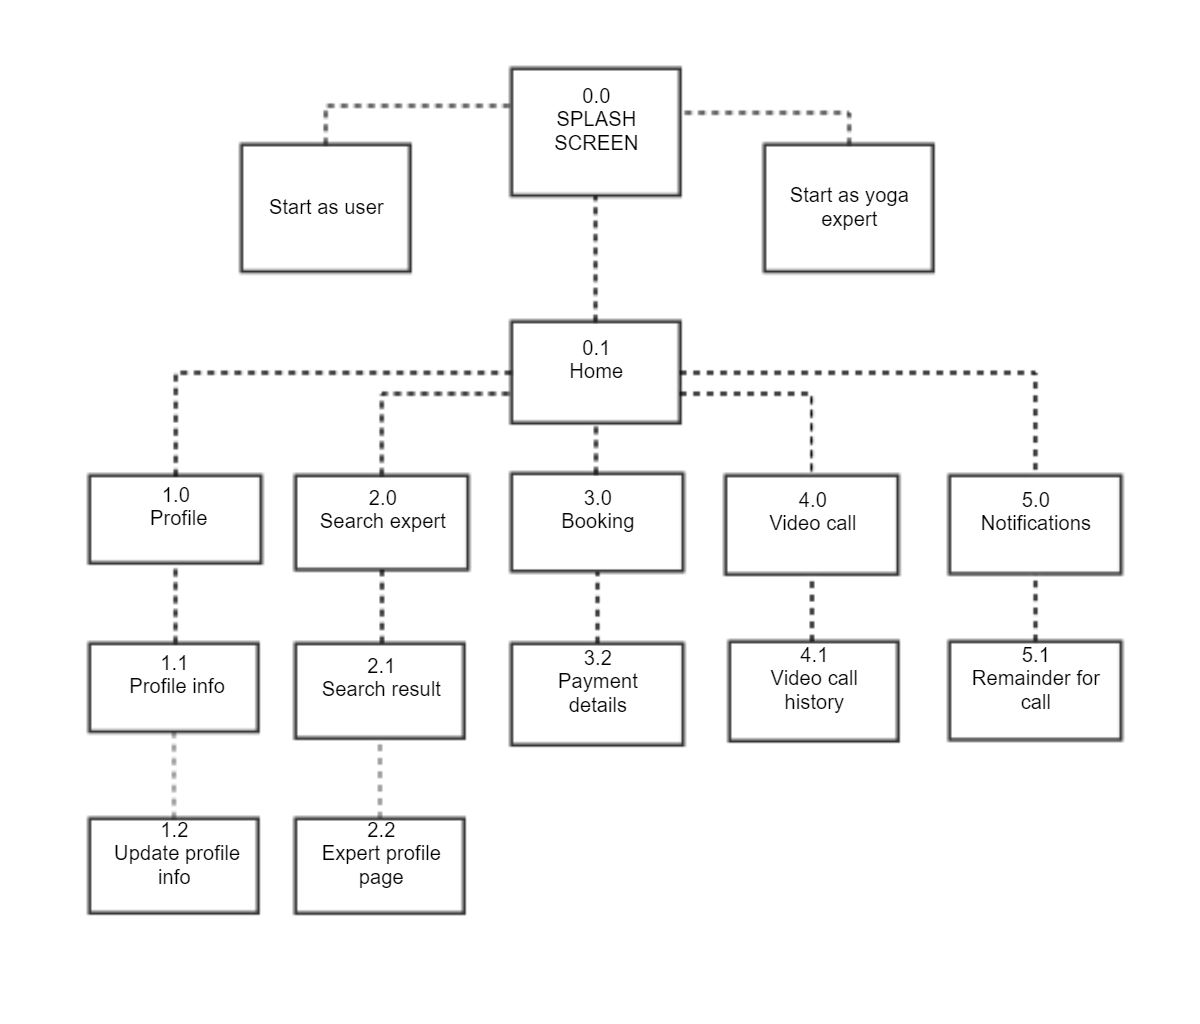 0.0
SPLASH
SCREEN
Start as user
Start as yoga
expert
0.1
Home
1.0
Profile
2.0
Search expert
3.0
Booking
4.0
Video call
5.0
Notifications
1.1
Profile info
2.1
Search result
3.2
Payment
details
4.1
Video call
history
5.1
Remainder for
call
1.2
Update profile
info
2.2
Expert profile
page